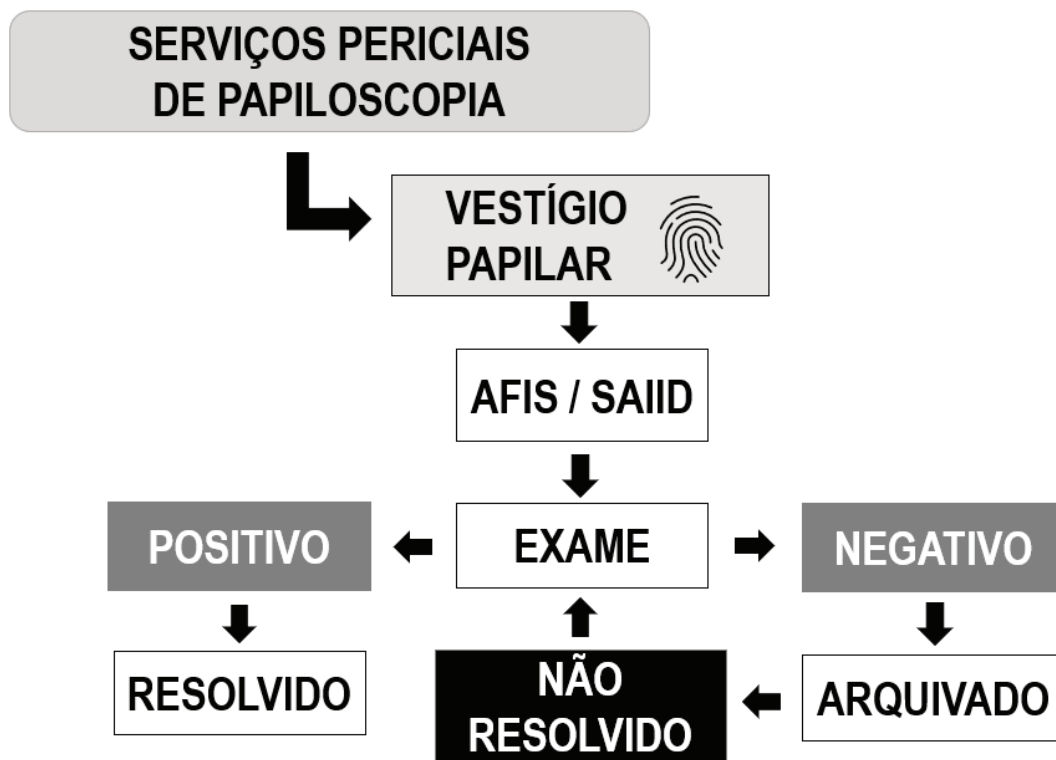 SERVIÇOS PERICIAIS
DE PAPILOSCOPIA
VESTÍGIO
PAPILAR
AFIS / SAIID
POSITIVO
EXAME
NEGATIVO
RESOLVIDO
NÃO
RESOLVIDO
ARQUIVADO